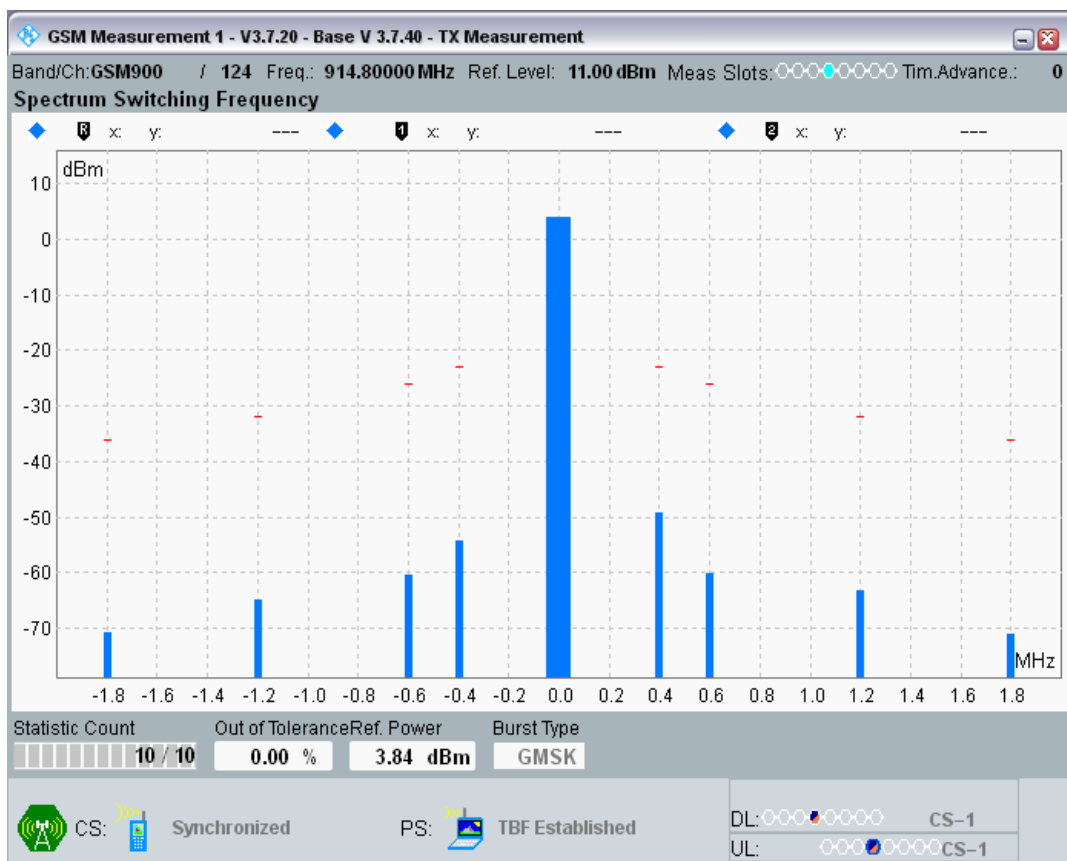 GSM Measurement 1 - V3.7.20 - Base V 3.7.40 - TX Measurement
Band/Ch:GSM900 / 124 Freq.: 914.80000 MHz Ref. Level: 11.00 dBm Meas Slots: Tim.Advance.: 0
Spectrum Switching Frequency
R x: y: --- 1 x: y: --- 2 x: y: ---
dBm
10
0
-10
-20
-30
-40
-50
-60
-70
MHz
-1.8 -1.6 -1.4 -1.2 -1.0 -0.8 -0.6 -0.4 -0.2 0.0 0.2 0.4 0.6 0.8 1.0 1.2 1.4 1.6 1.8
Statistic Count Out of Tolerance Ref. Power Burst Type
10 / 10 0.00 % 3.84 dBm GMSK
CS: Synchronized PS: TBF Established DL: CS-1
UL: CS-1